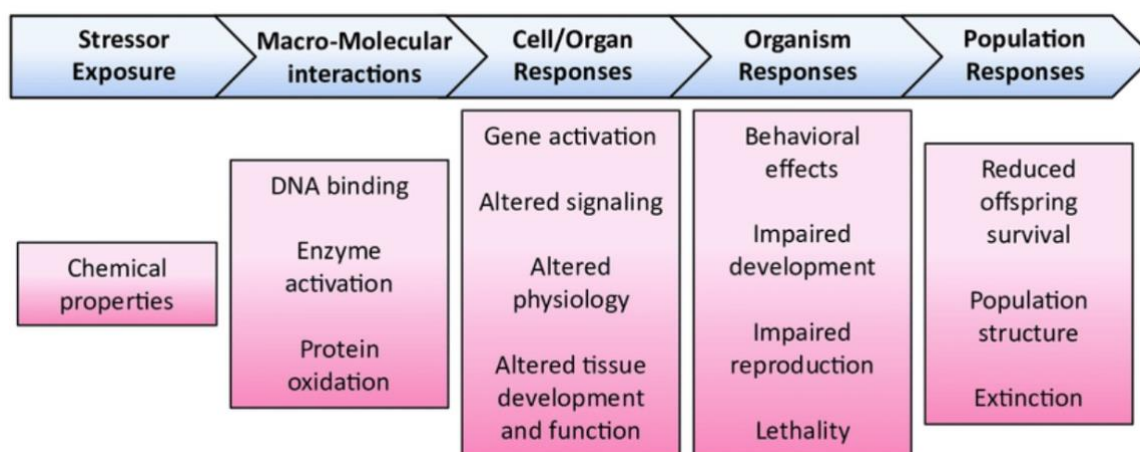 Stressor
Exposure
Macro-Molecular
interactions
Cell/Organ
Responses
Organism
Responses
Population
Responses
Chemical
properties
DNA binding
Enzyme
activation
Protein
oxidation
Gene activation
Altered signaling
Altered
physiology
Altered tissue
development
and function
Behavioral
effects
Impaired
development
Impaired
reproduction
Lethality
Reduced
offspring
survival
Population
structure
Extinction